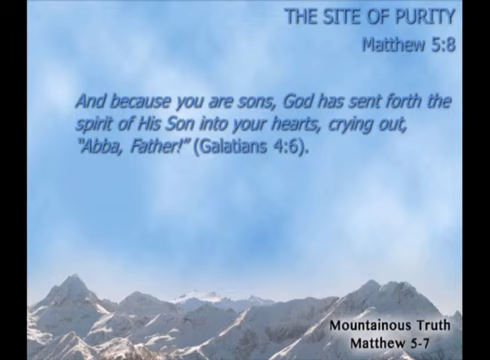 THE SITE OF PURITY
Matthew 5:8
And because you are sons, God has sent forth the
spirit of His Son into your hearts, crying out,
"Abba, Father!" (Galatians 4:6).
Mountainous Truth
Matthew 5-7